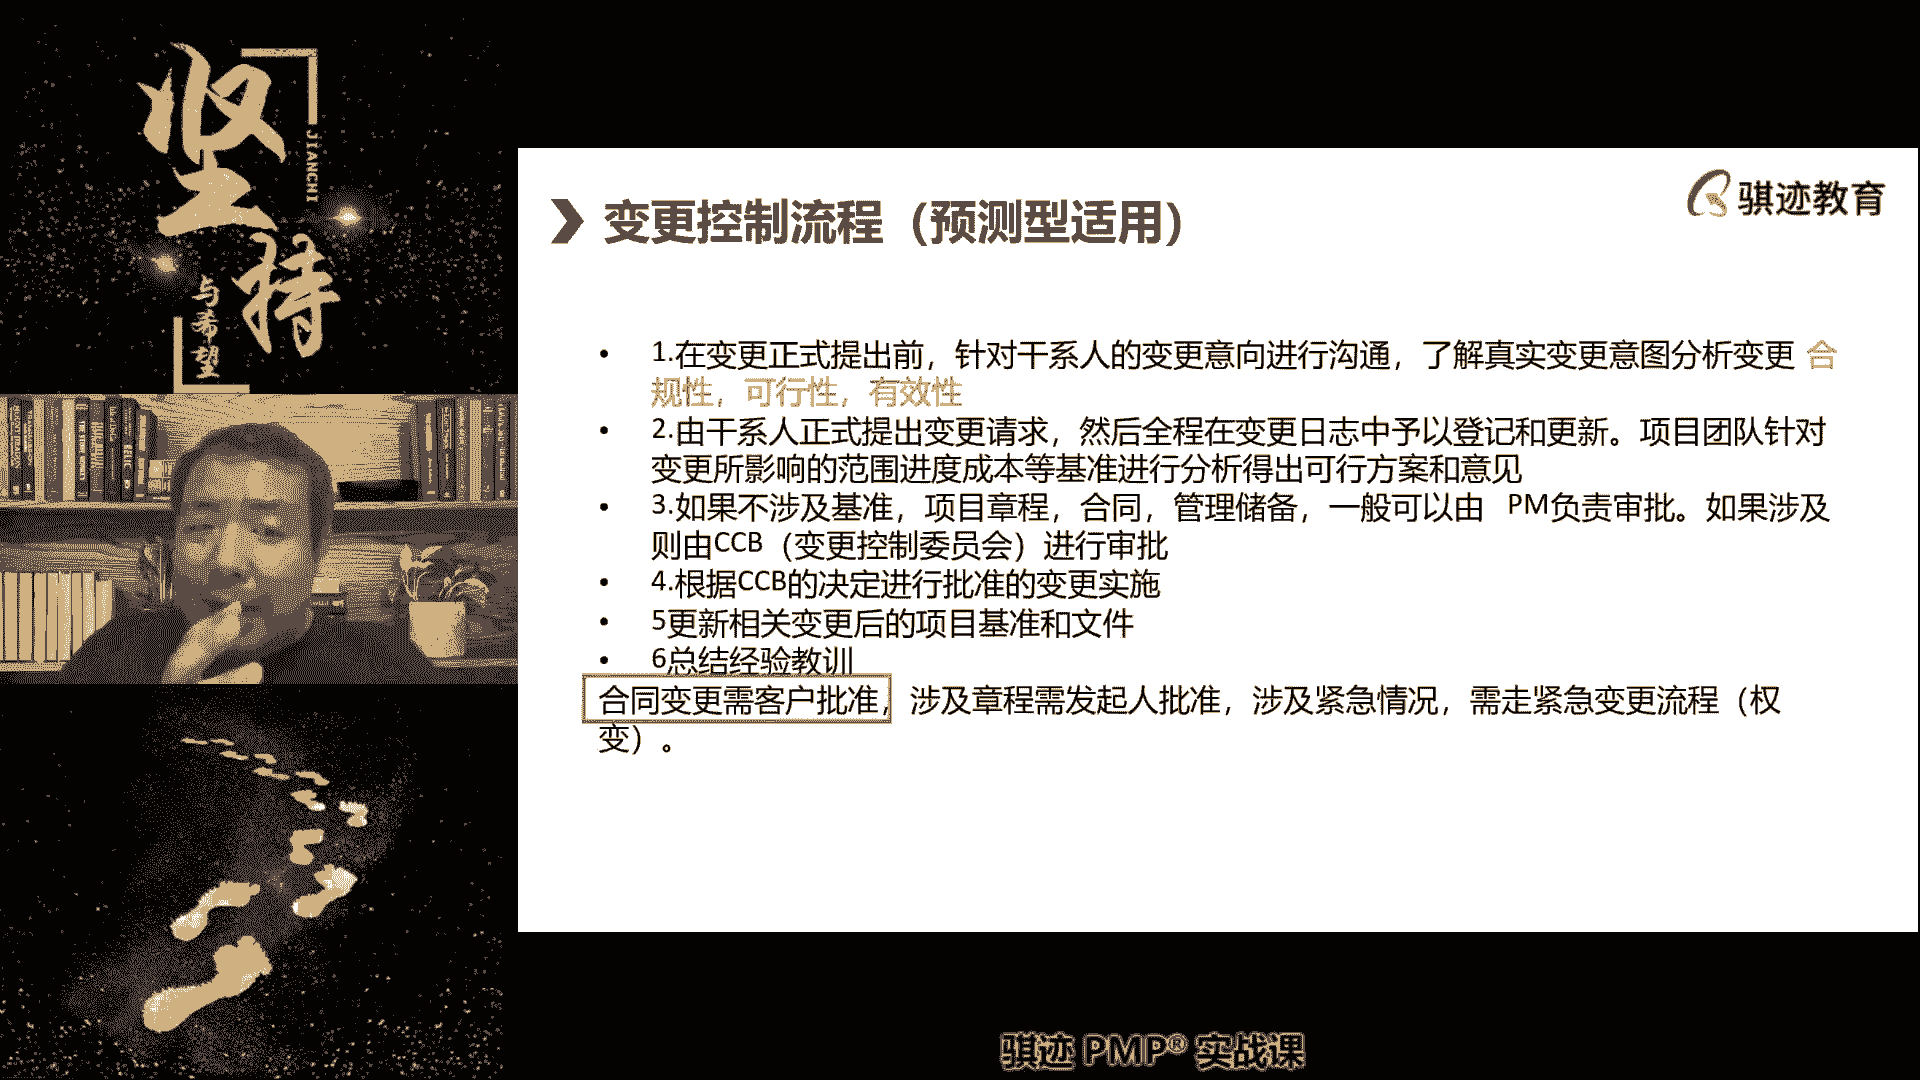 坚持
JIANCHI
与希望
骐迹教育
变更控制流程（预测型适用）
• 1.在变更正式提出前，针对干系人的变更意向进行沟通，了解真实变更意图分析变更 合
规性，可行性，有效性
• 2.由干系人正式提出变更请求，然后全程在变更日志中予以登记和更新。项目团队针对
变更所影响的范围进度成本等基准进行分析得出可行方案和意见
• 3.如果不涉及基准，项目章程，合同，管理储备，一般可以由 PM负责审批。如果涉及
则由CCB（变更控制委员会）进行审批
• 4.根据CCB的决定进行批准的变更实施
• 5更新相关变更后的项目基准和文件
• 6总结经验教训
合同变更需客户批准，涉及章程需发起人批准，涉及紧急情况，需走紧急变更流程（权
变）。
骐迹 PMP® 实战课